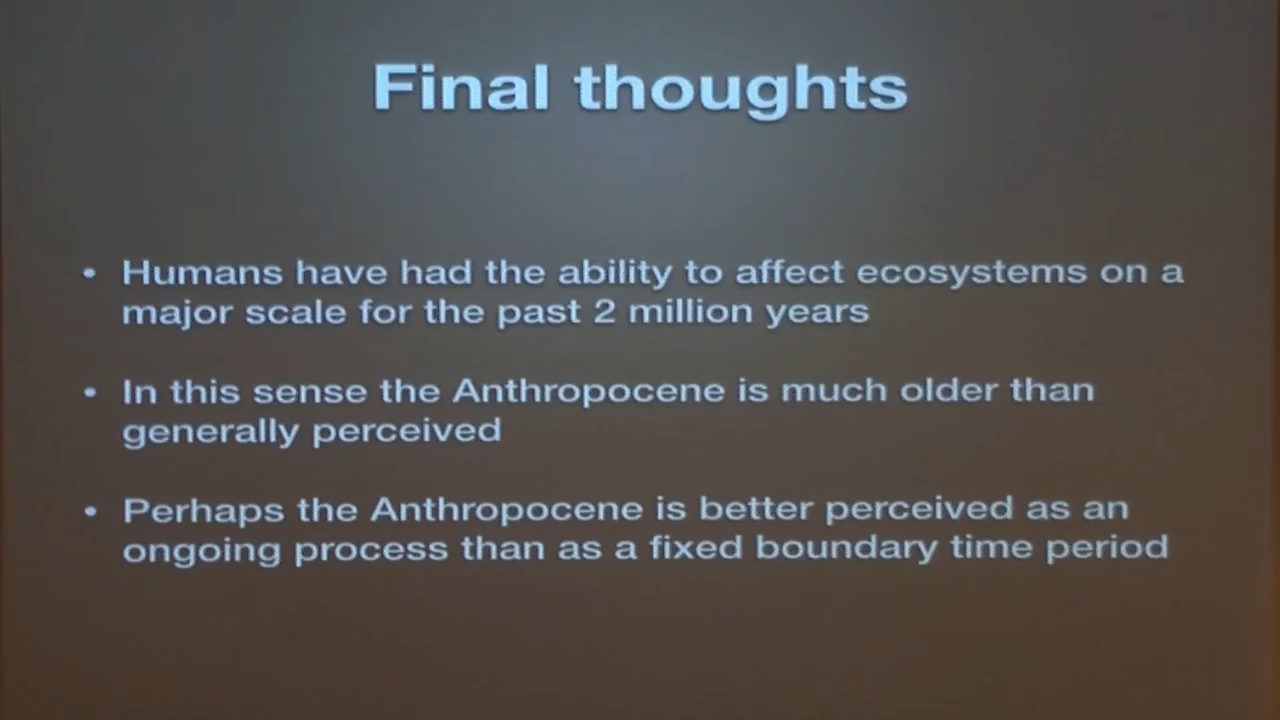 Final thoughts
• Humans have had the ability to affect ecosystems on a
major scale for the past 2 million years
• In this sense the Anthropocene is much older than
generally perceived
• Perhaps the Anthropocene is better perceived as an
ongoing process than as a fixed boundary time period